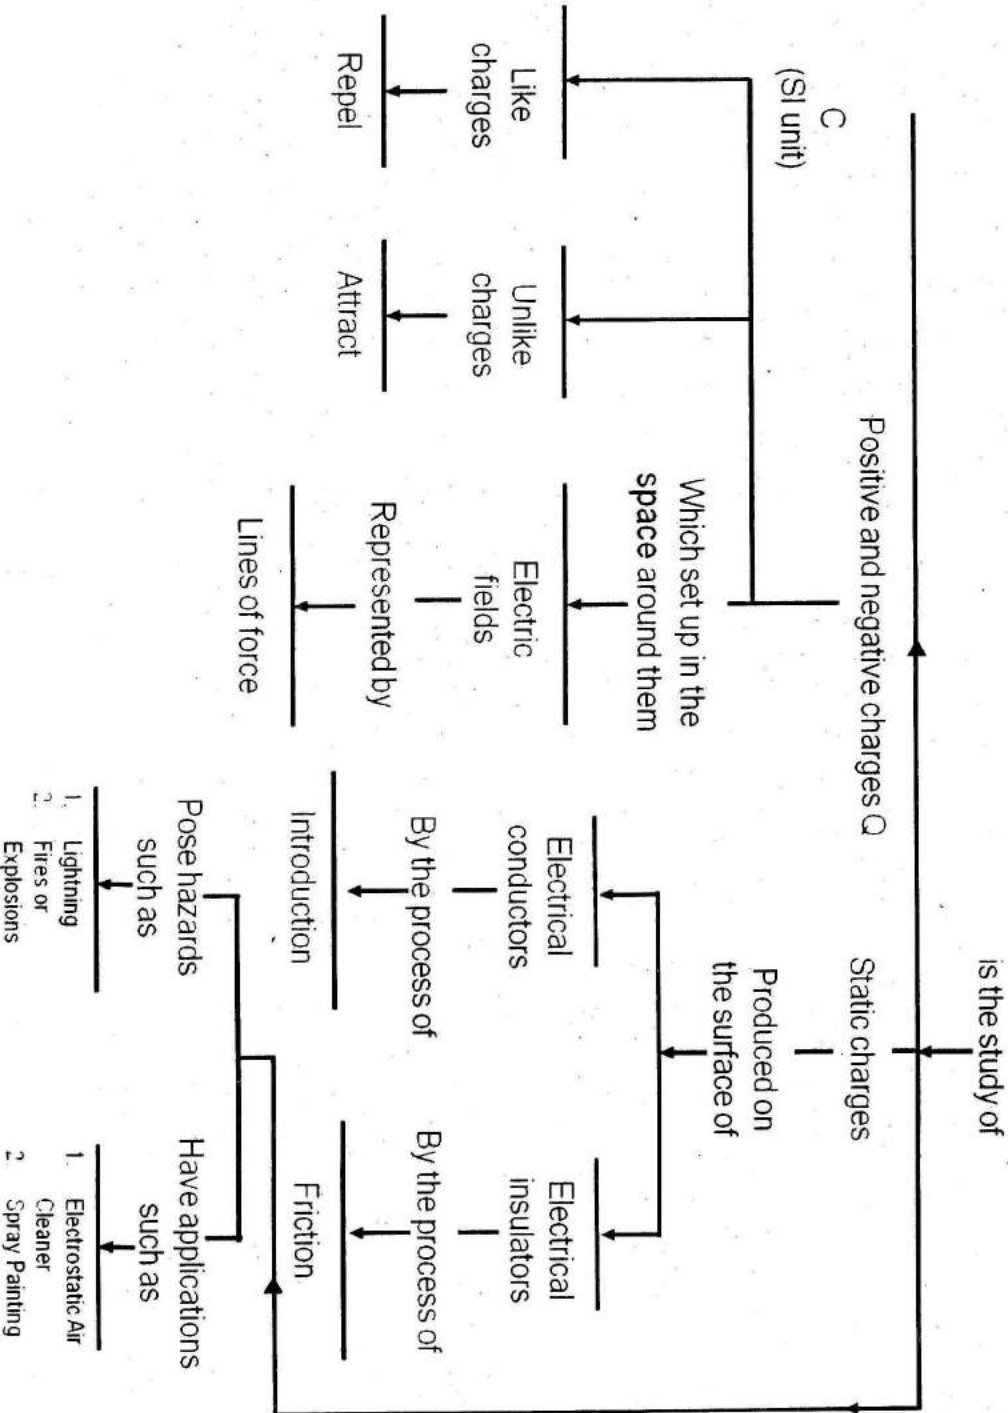 is the study of
Positive and negative charges Q
C
(SI unit)
Like
charges
Repel
Unlike
charges
Attract
Which set up in the
space around them
Electric
fields
Represented by
Lines of force
Static charges
Produced on
the surface of
Electrical
conductors
By the process of
Introduction
Electrical
insulators
By the process of
Friction
Pose hazards
such as
1. Lightning
2. Fires or
Explosions
Have applications
such as
1. Electrostatic Air
Cleaner
2. Spray Painting